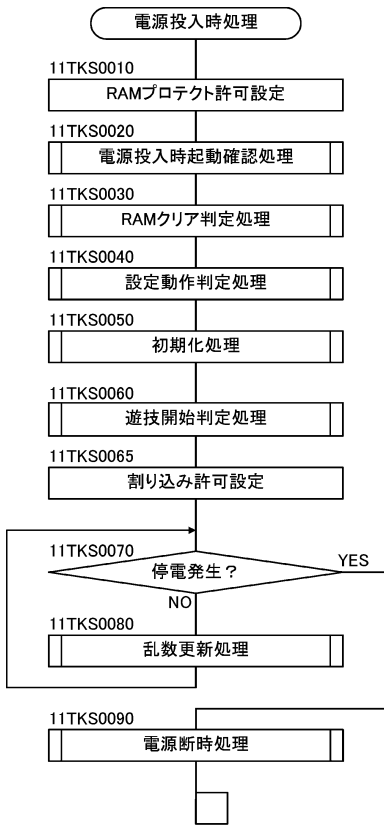 電源投入時処理
11TKS0010
RAMプロテクト許可設定
11TKS0020
電源投入時起動確認処理
11TKS0030
RAMクリア判定処理
11TKS0040
設定動作判定処理
11TKS0050
初期化処理
11TKS0060
遊技開始判定処理
11TKS0065
割り込み許可設定
11TKS0070
停電発生?
YES
NO
11TKS0080
乱数更新処理
11TKS0090
電源断時処理